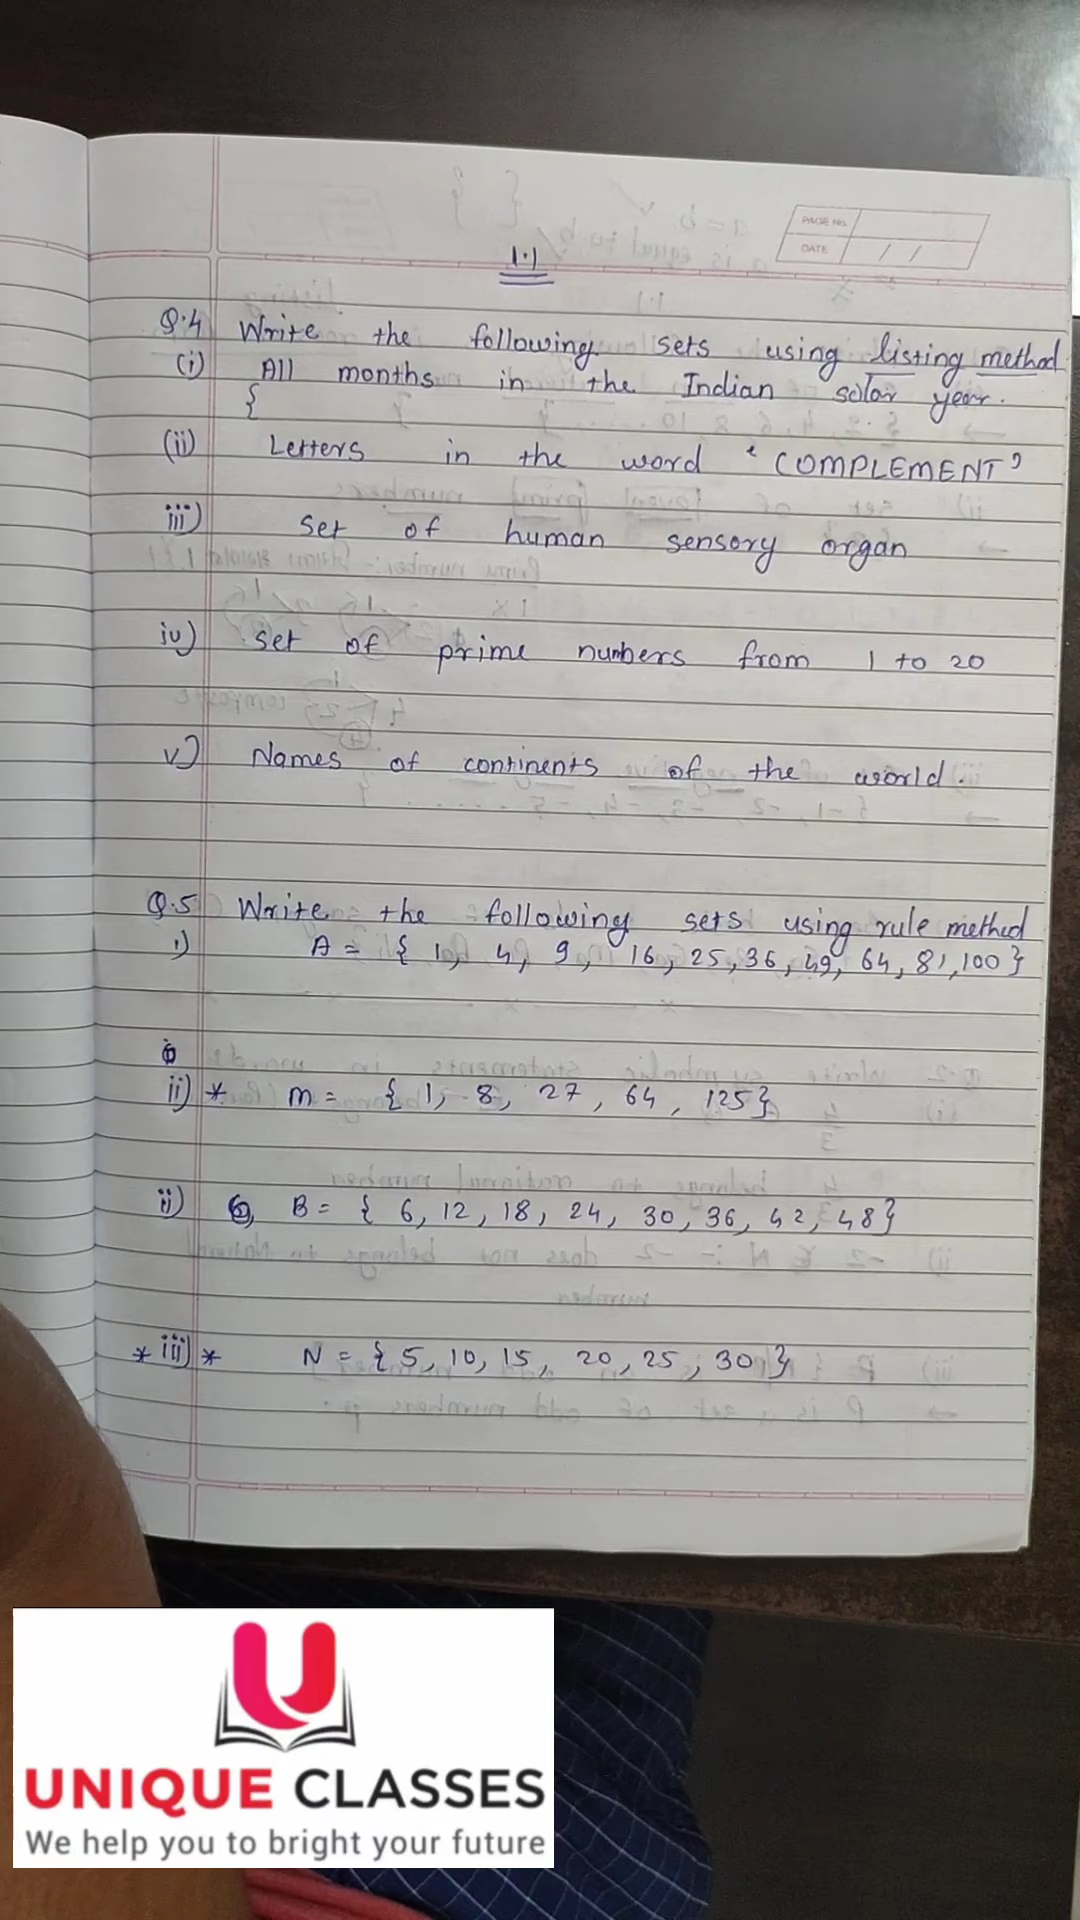 PAGE NO.
DATE / /
1.1
Q.4 Write the following sets using listing method
(i) All months in the Indian solar year.
{
(ii) Letters in the word ‘COMPLEMENT’
iii) Set of human sensory organ
iv) Set of prime numbers from 1 to 20
v) Names of continents of the world.
Q.5 Write the following sets using rule method
1) A = { 1, 4, 9, 16, 25, 36, 49, 64, 81, 100 }
ii) * M = { 1, 8, 27, 64, 125 }
ii) B = { 6, 12, 18, 24, 30, 36, 42, 48 }
* iii) * N = { 5, 10, 15, 20, 25, 30 }
UNIQUE CLASSES
We help you to bright your future